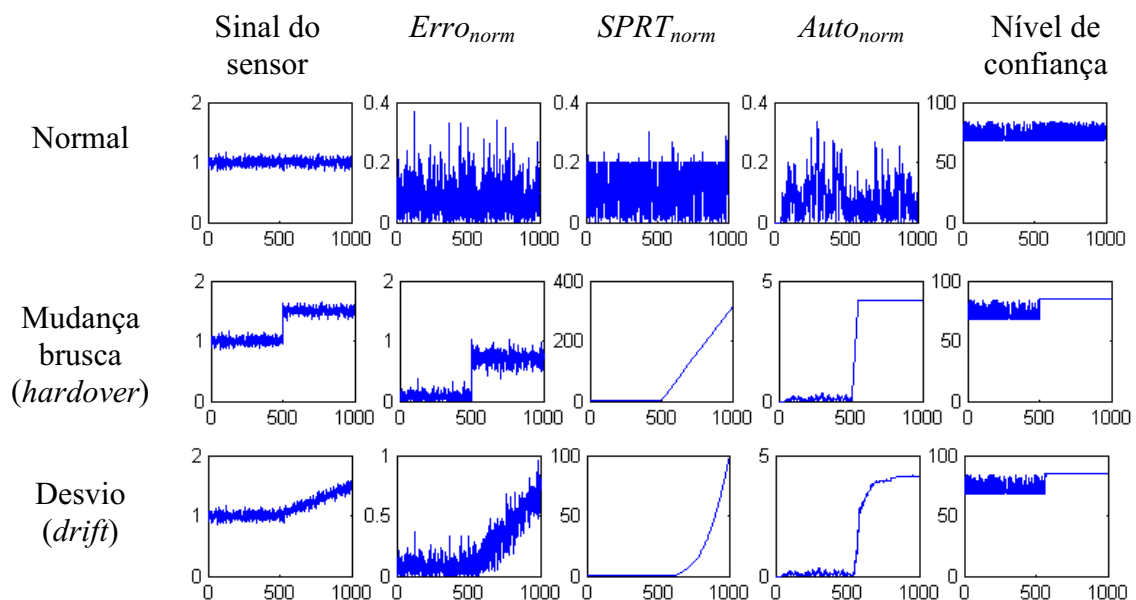 Sinal do sensor Erro_norm SPRT_norm Auto_norm Nível de confiança
Normal
2 0.4 0.4 0.4 100
1 0.2 0.2 0.2 50
0 0 0 0 0
0 500 1000 0 500 1000 0 500 1000 0 500 1000 0 500 1000
Mudança brusca (hardover)
2 2 400 5 100
1 1 200 50
0 0 0 0 0
0 500 1000 0 500 1000 0 500 1000 0 500 1000 0 500 1000
Desvio (drift)
2 1 100 5 100
1 0.5 50 50
0 0 0 0 0
0 500 1000 0 500 1000 0 500 1000 0 500 1000 0 500 1000